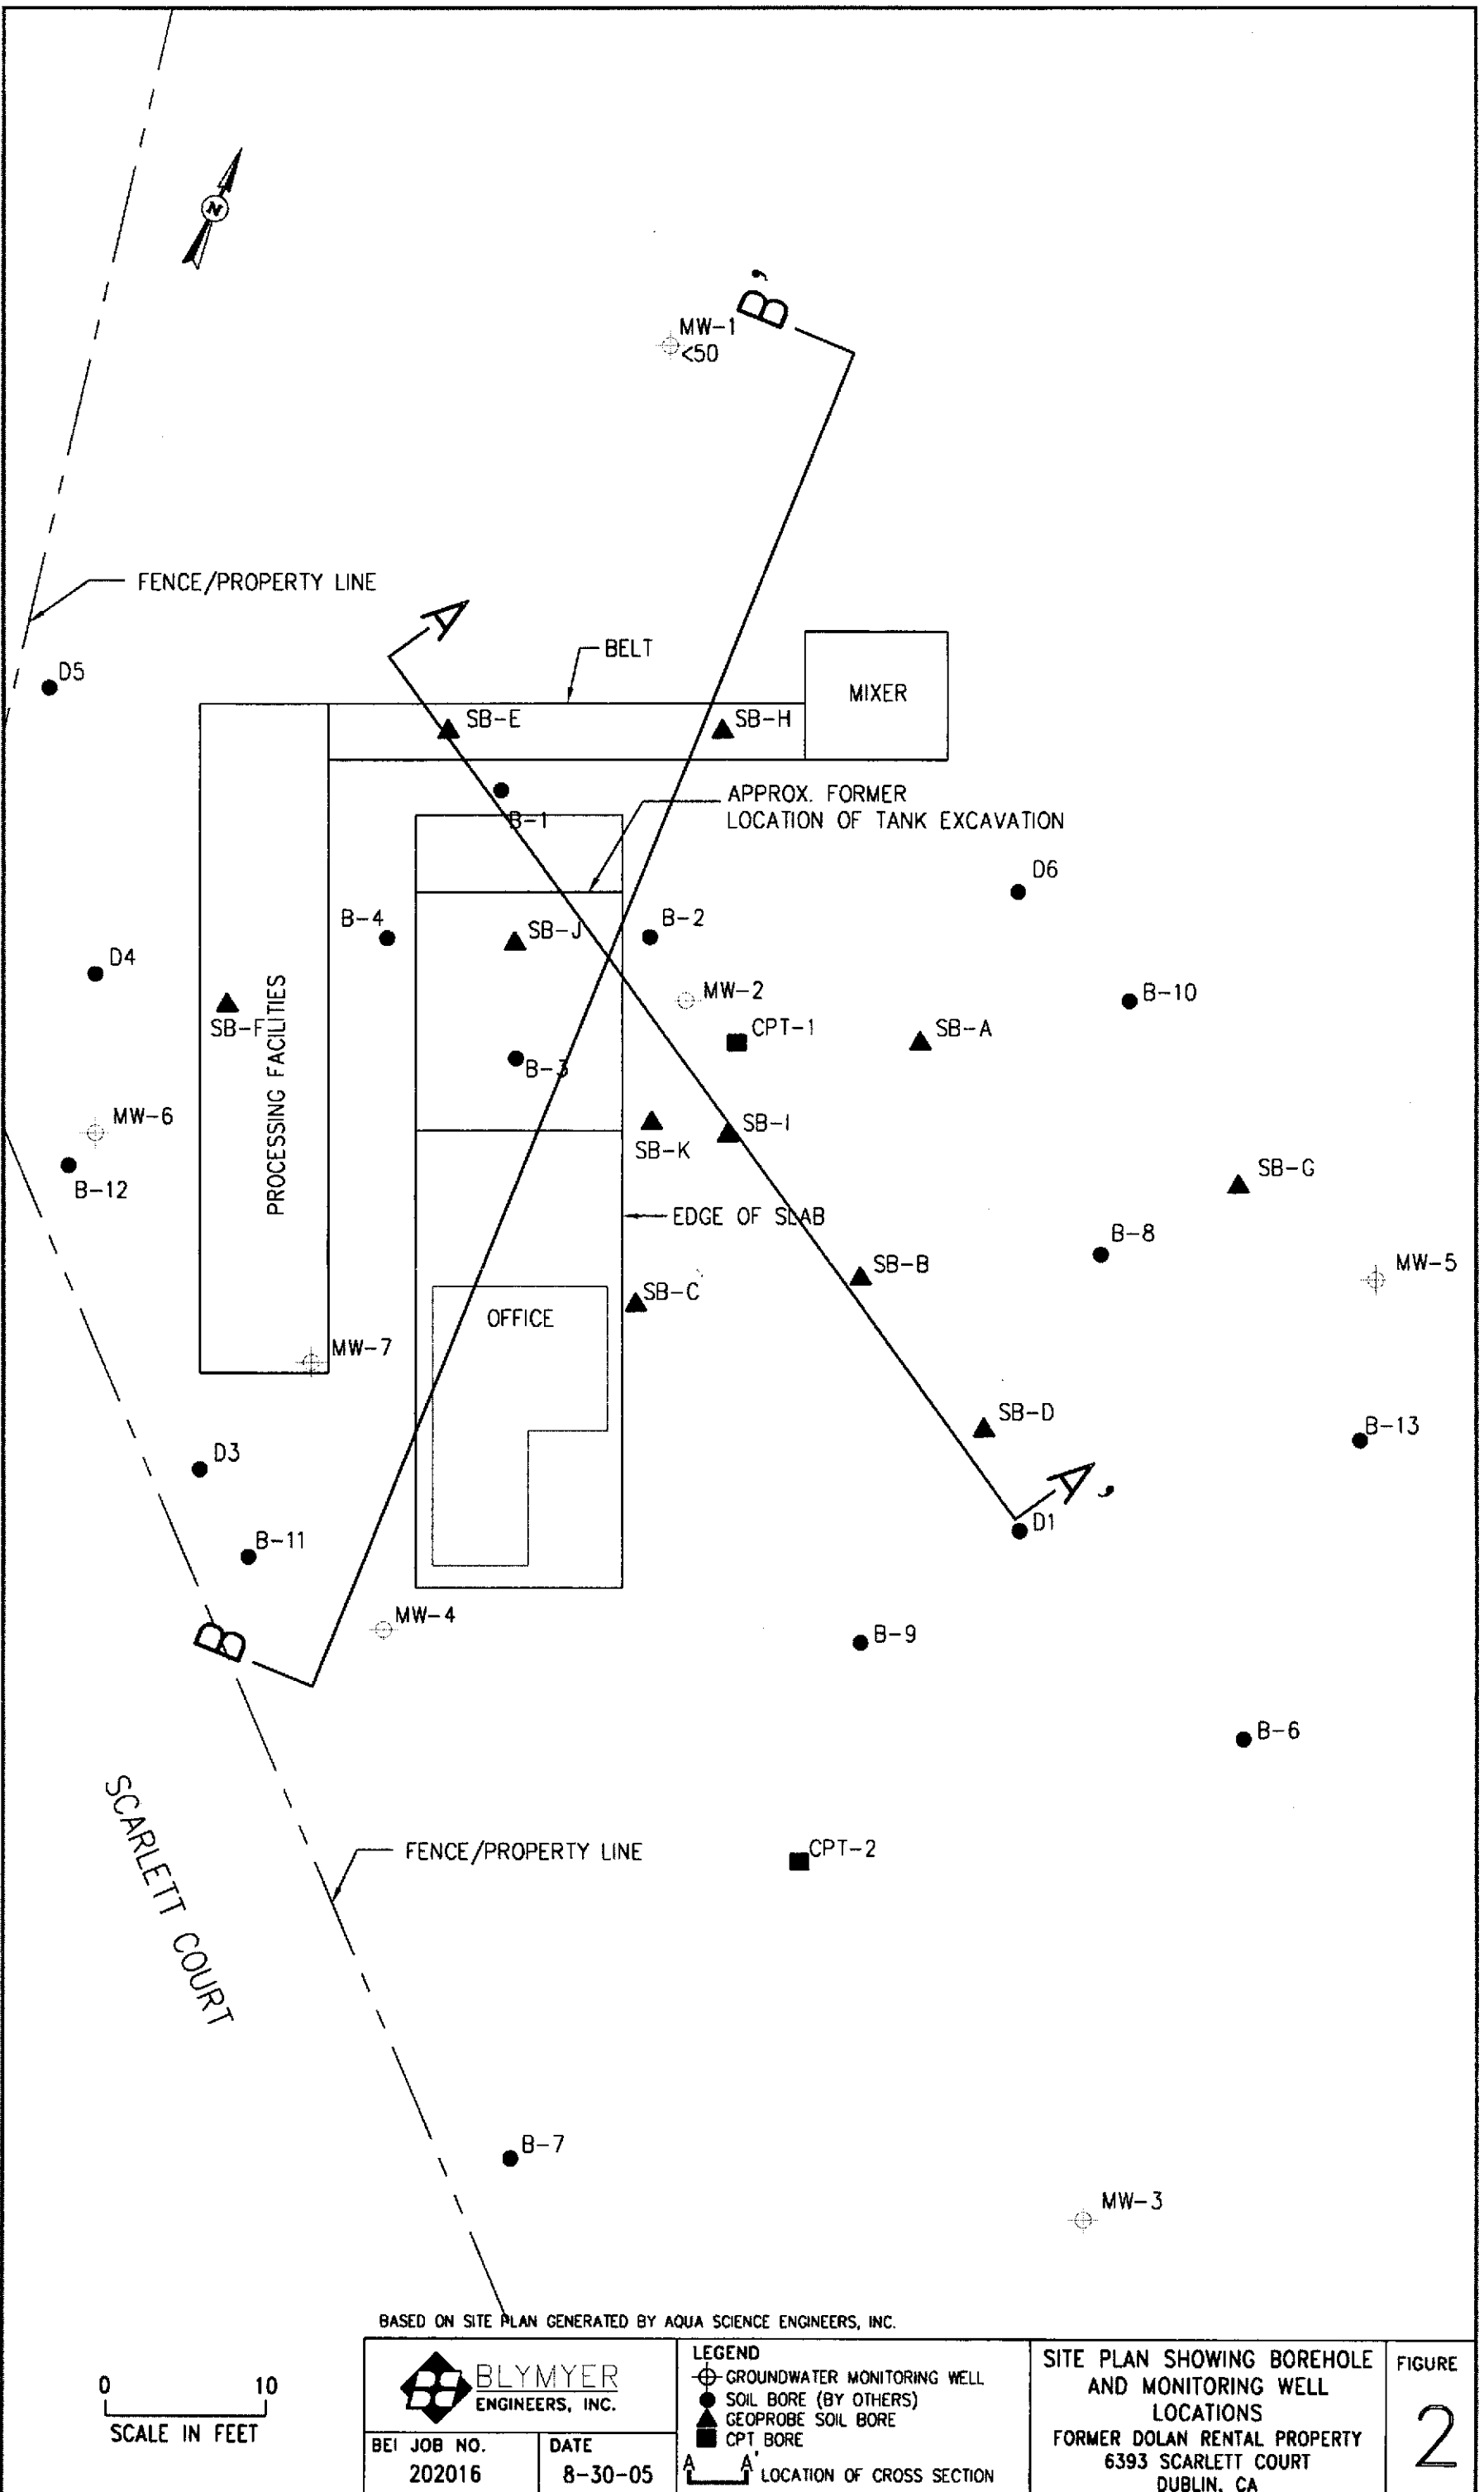 N
B'
MW-1
<50
FENCE/PROPERTY LINE
A
BELT
MIXER
D5
SB-E
SB-H
B-1
APPROX. FORMER
LOCATION OF TANK EXCAVATION
D6
B-4
SB-J
B-2
D4
MW-2
B-10
SB-F
PROCESSING FACILITIES
CPT-1
SB-A
B-3
MW-6
SB-I
SB-K
B-12
SB-G
EDGE OF SLAB
B-8
SB-B
MW-5
SB-C
OFFICE
MW-7
SB-D
B-13
D3
A'
D1
B-11
MW-4
B
B-9
B-6
SCARLETT COURT
FENCE/PROPERTY LINE
CPT-2
B-7
MW-3
BASED ON SITE PLAN GENERATED BY AQUA SCIENCE ENGINEERS, INC.
0 10
SCALE IN FEET
BLYMYER
ENGINEERS, INC.
BEI JOB NO.
202016
DATE
8-30-05
LEGEND
GROUNDWATER MONITORING WELL
SOIL BORE (BY OTHERS)
GEOPROBE SOIL BORE
CPT BORE
A A' LOCATION OF CROSS SECTION
SITE PLAN SHOWING BOREHOLE
AND MONITORING WELL
LOCATIONS
FORMER DOLAN RENTAL PROPERTY
6393 SCARLETT COURT
DUBLIN, CA
FIGURE
2